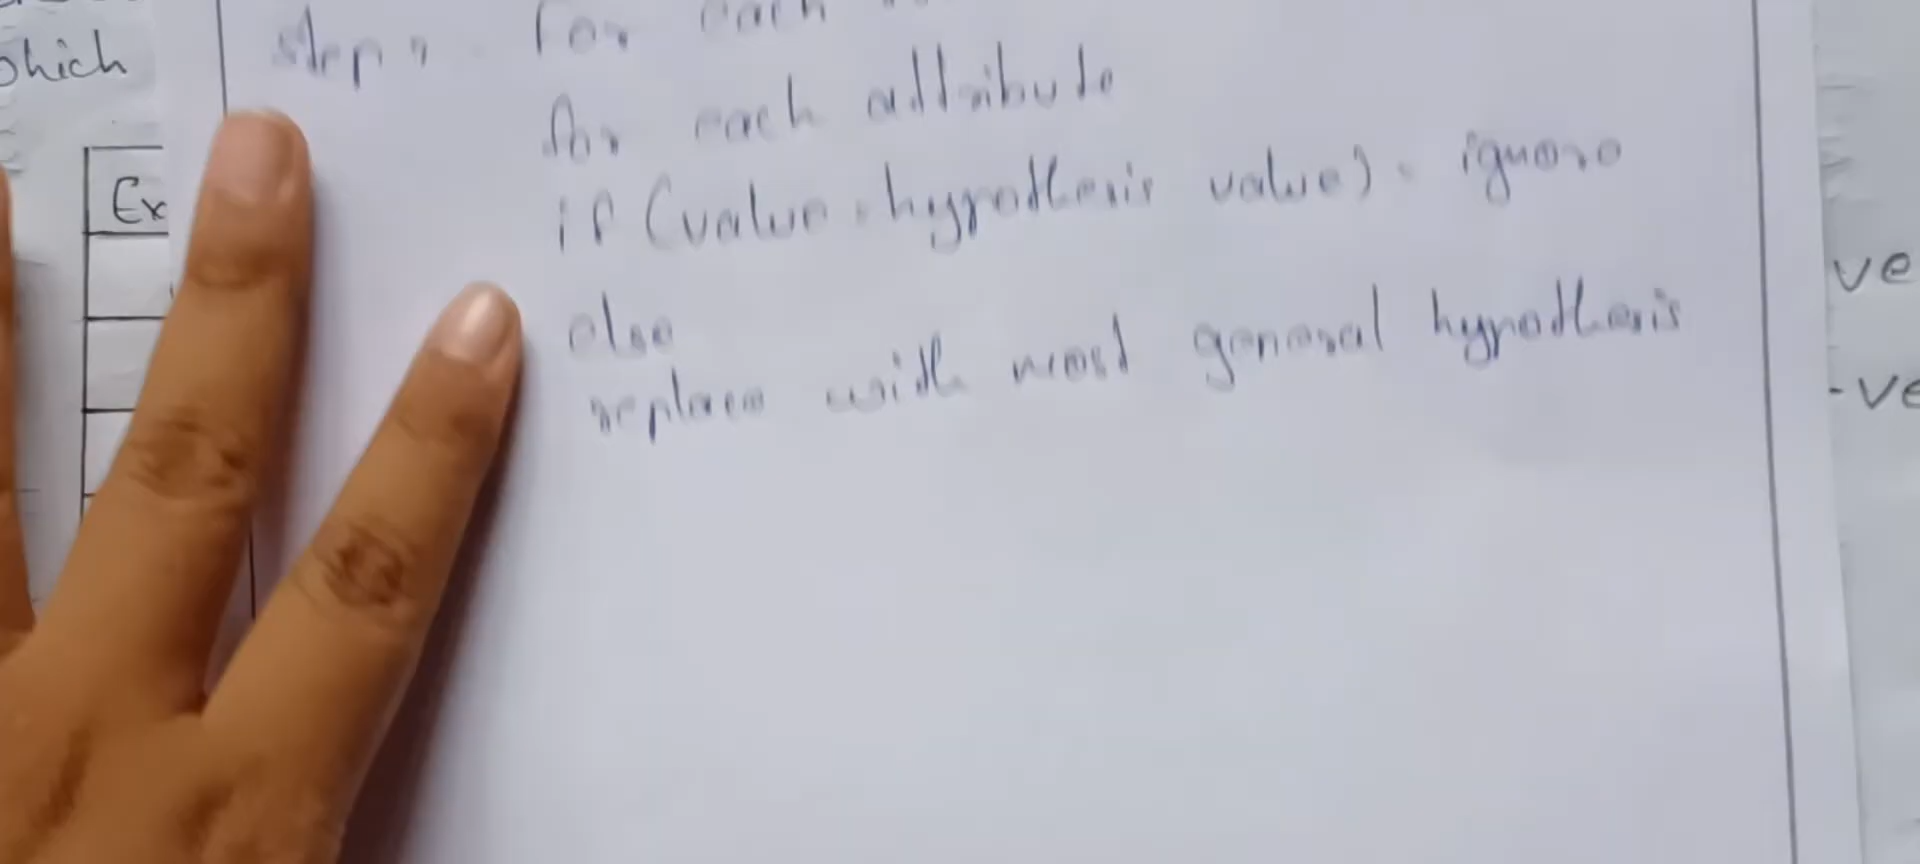 which
step : for each
for each attribute
if (value = hypothesis value) = ignore
else
replace with most general hypothesis
Ex
ve
-ve